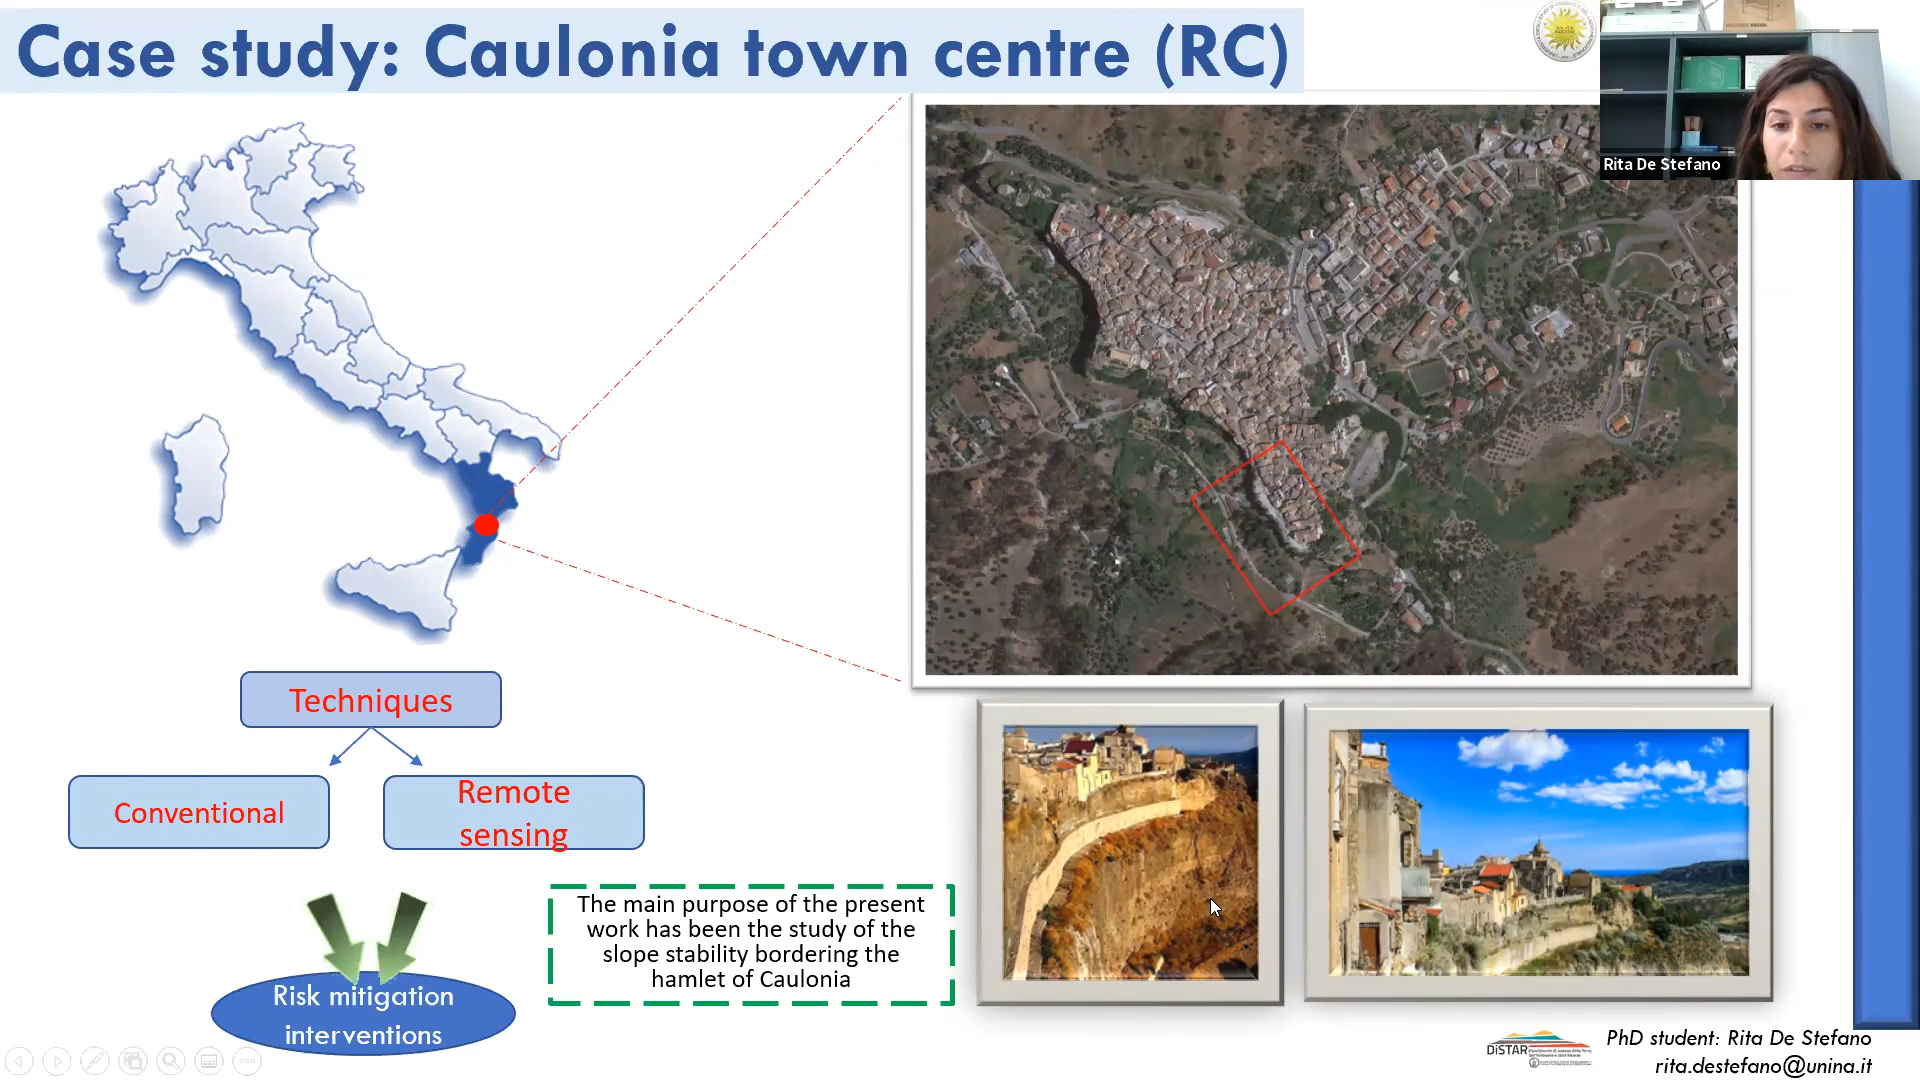 Case study: Caulonia town centre (RC)
Rita De Stefano
Techniques
Conventional
Remote
sensing
Risk mitigation
interventions
The main purpose of the present
work has been the study of the
slope stability bordering the
hamlet of Caulonia
DiSTAR
PhD student: Rita De Stefano
rita.destefano@unina.it